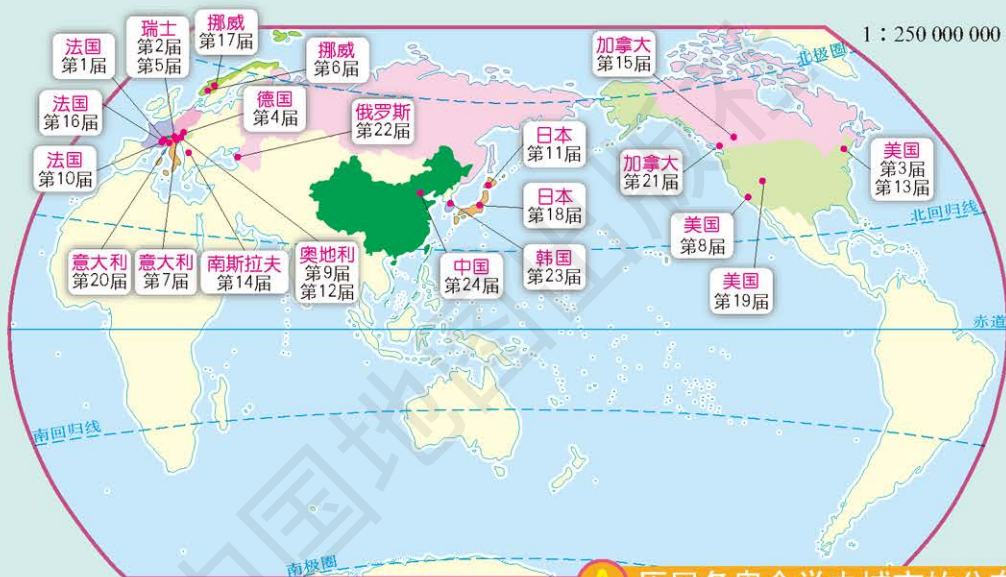 1：250 000 000
北极圈
法国
第1届
瑞士
第2届
第5届
挪威
第17届
挪威
第6届
法国
第16届
德国
第4届
俄罗斯
第22届
法国
第10届
日本
第11届
日本
第18届
加拿大
第15届
加拿大
第21届
美国
第3届
第13届
美国
第8届
美国
第19届
北回归线
意大利
第20届
意大利
第7届
南斯拉夫
第14届
奥地利
第9届
第12届
中国
第24届
韩国
第23届
赤道
南回归线
南极圈
中国地图出版社